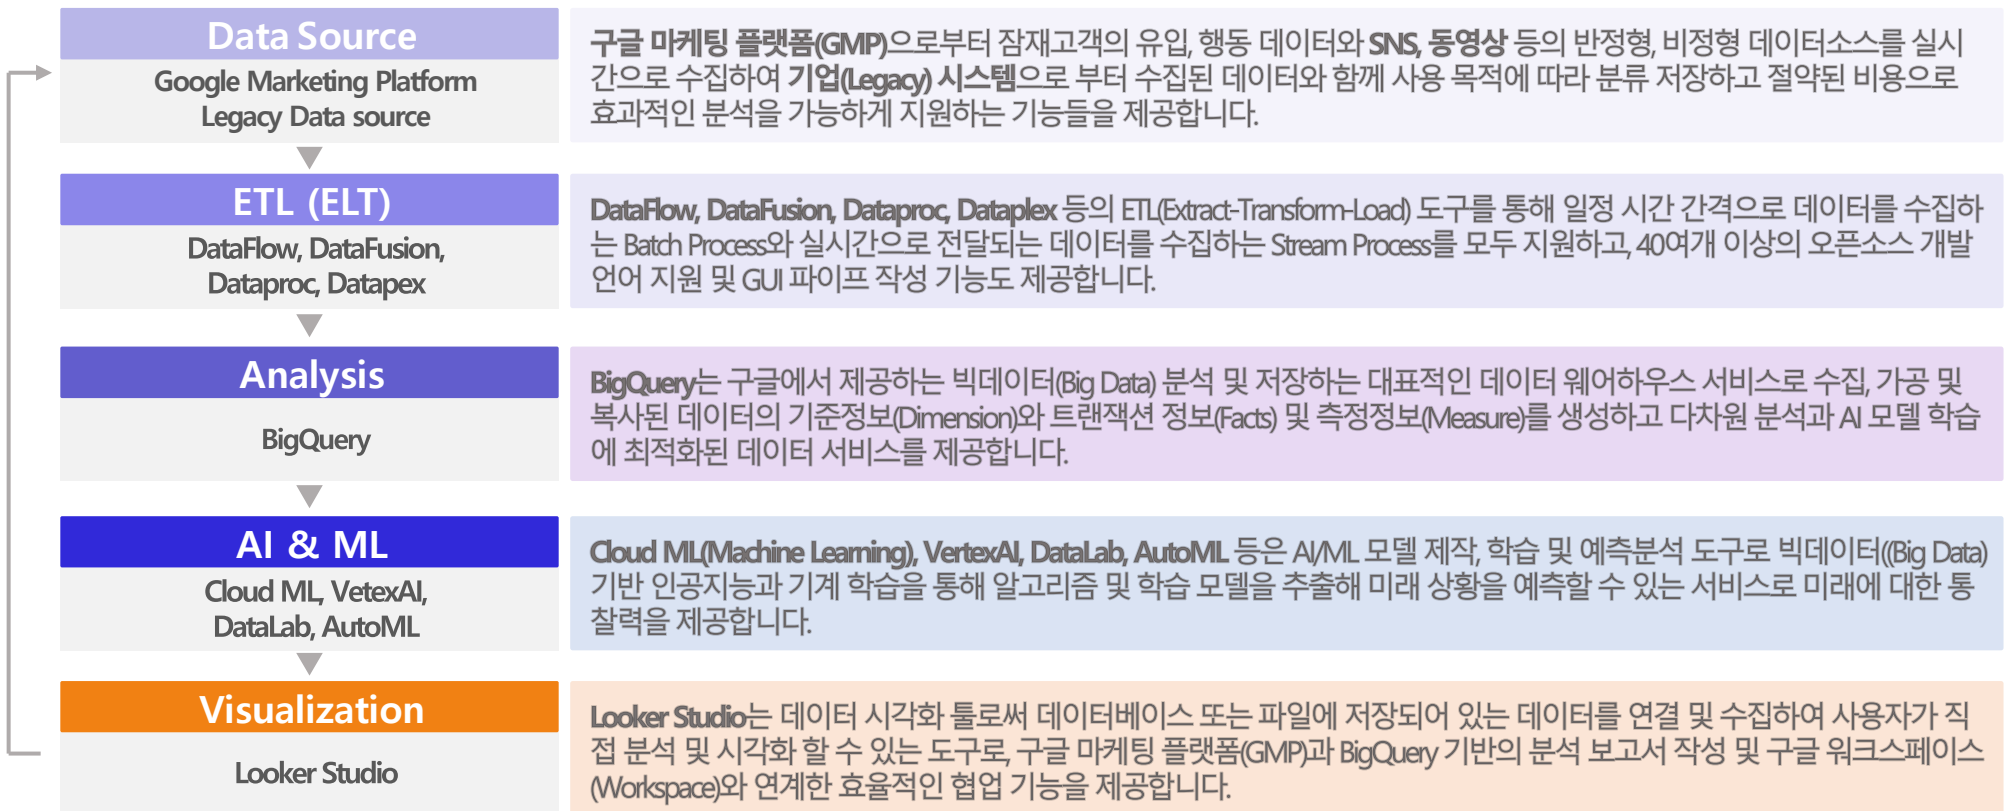 Data Source
Google Marketing Platform
Legacy Data source
구글 마케팅 플랫폼(GMP)으로부터 잠재고객의 유입, 행동 데이터와 SNS, 동영상 등의 반정형, 비정형 데이터소스를 실시
간으로 수집하여 기업(Legacy) 시스템으로 부터 수집된 데이터와 함께 사용 목적에 따라 분류 저장하고 절약된 비용으로
효과적인 분석을 가능하게 지원하는 기능들을 제공합니다.
ETL (ELT)
DataFlow, DataFusion,
Dataproc, Datapex
DataFlow, DataFusion, Dataproc, Dataplex 등의 ETL(Extract-Transform-Load) 도구를 통해 일정 시간 간격으로 데이터를 수집하
는 Batch Process와 실시간으로 전달되는 데이터를 수집하는 Stream Process를 모두 지원하고, 40여개 이상의 오픈소스 개발
언어 지원 및 GUI 파이프 작성 기능도 제공합니다.
Analysis
BigQuery
BigQuery는 구글에서 제공하는 빅데이터(Big Data) 분석 및 저장하는 대표적인 데이터 웨어하우스 서비스로 수집, 가공 및
복사된 데이터의 기준정보(Dimension)와 트랜잭션 정보(Facts) 및 측정정보(Measure)를 생성하고 다차원 분석과 AI 모델 학습
에 최적화된 데이터 서비스를 제공합니다.
AI & ML
Cloud ML, VetexAI,
DataLab, AutoML
Cloud ML(Machine Learning), VertexAI, DataLab, AutoML 등은 AI/ML 모델 제작, 학습 및 예측분석 도구로 빅데이터((Big Data)
기반 인공지능과 기계 학습을 통해 알고리즘 및 학습 모델을 추출해 미래 상황을 예측할 수 있는 서비스로 미래에 대한 통
찰력을 제공합니다.
Visualization
Looker Studio
Looker Studio는 데이터 시각화 툴로써 데이터베이스 또는 파일에 저장되어 있는 데이터를 연결 및 수집하여 사용자가 직
접 분석 및 시각화 할 수 있는 도구로, 구글 마케팅 플랫폼(GMP)과 BigQuery 기반의 분석 보고서 작성 및 구글 워크스페이스
(Workspace)와 연계한 효율적인 협업 기능을 제공합니다.